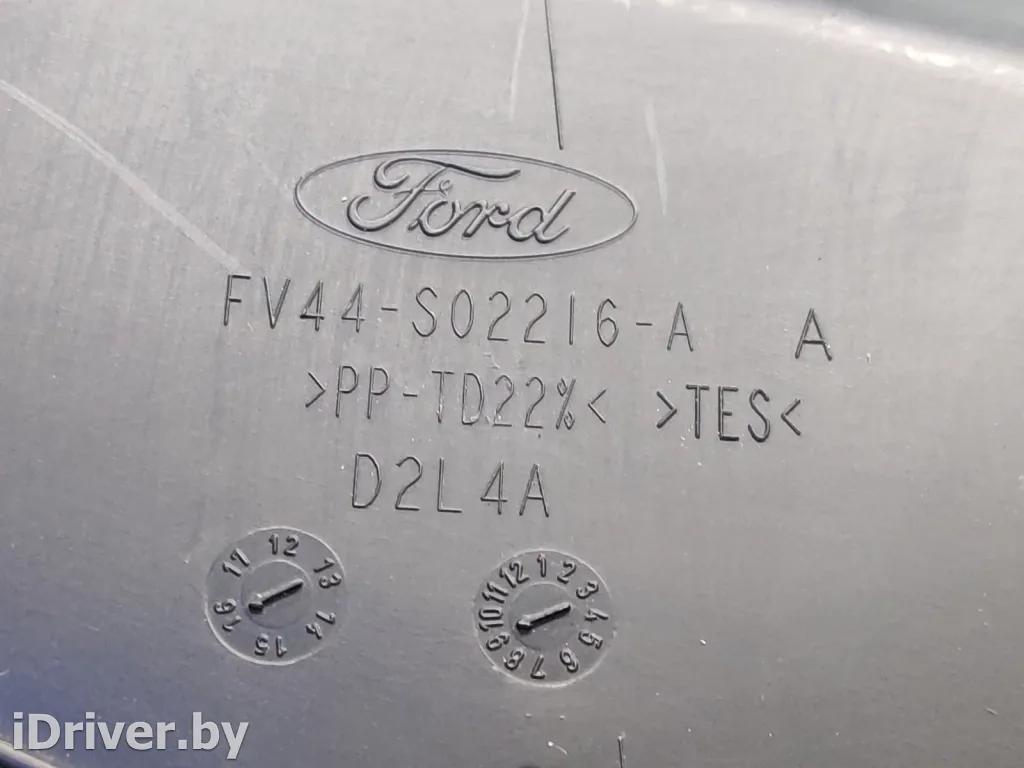 Ford
FV44-S02216-A A
>PP-TD22%< >TES<
D2L4A
12 13 14 15 16 17
1 2 3 4 5 6 7 8 9 10 11 12
iDriver.by